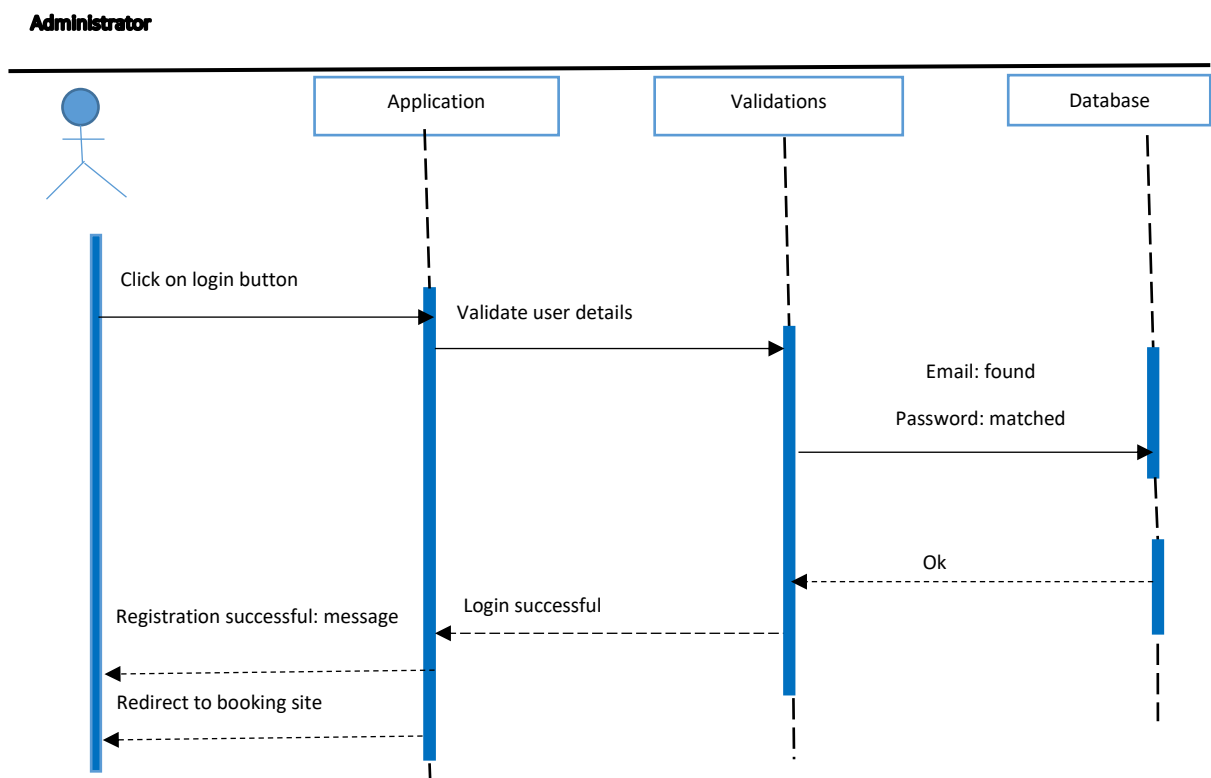 Administrator
Application
Validations
Database
Click on login button
Validate user details
Email: found
Password: matched
Ok
Login successful
Registration successful: message
Redirect to booking site